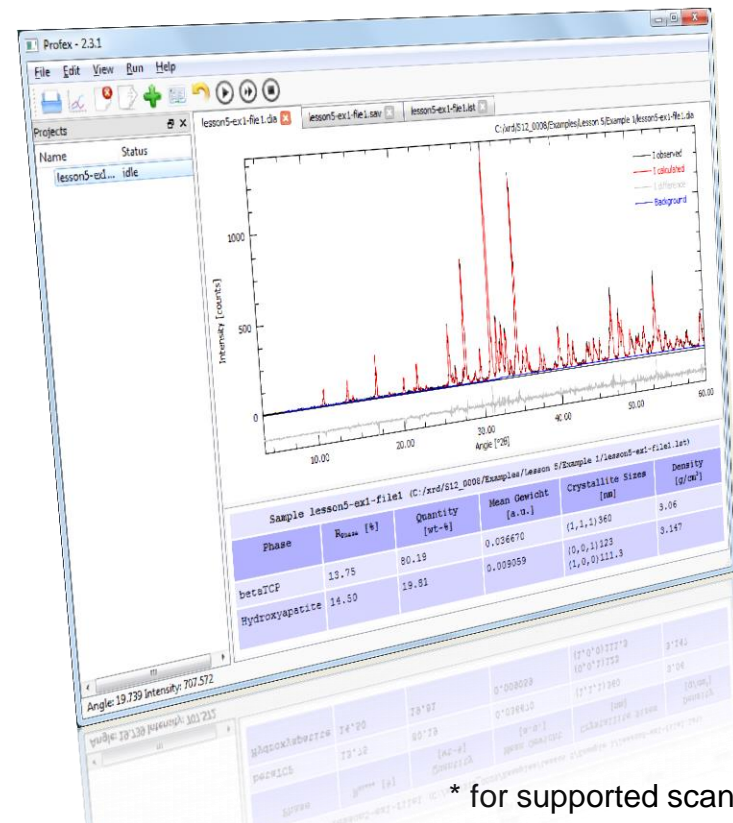 Profex - 2.3.1
File Edit View Run Help
Projects
Name Status
lesson5-ex1... idle
lesson5-ex1-file1.dia
lesson5-ex1-file1.sav
lesson5-ex1-file1.lst
C:/xrd/S12_0008/Examples/Lesson 5/Example 1/lesson5-ex1-file1.dia
I observed
I calculated
I difference
Background
Intensity [counts]
1000
500
0
10.00
20.00
30.00
40.00
50.00
60.00
Angle [°2θ]
Sample lesson5-ex1-file1 (C:/xrd/S12_0008/Examples/Lesson 5/Example 1/lesson5-ex1-file1.lst)
Phase R [%] Quantity [wt-%] Mean Gewicht [a.u.] Crystallite Sizes [nm] Density [g/cm³]
betaTCP 13.75 80.19 0.036670 (1,1,1)360 3.06
Hydroxyapatite 14.50 19.81 0.009059 (0,0,1)123 3.147
(1,0,0)111.3
Angle: 19.739 Intensity: 707.572
* for supported scan